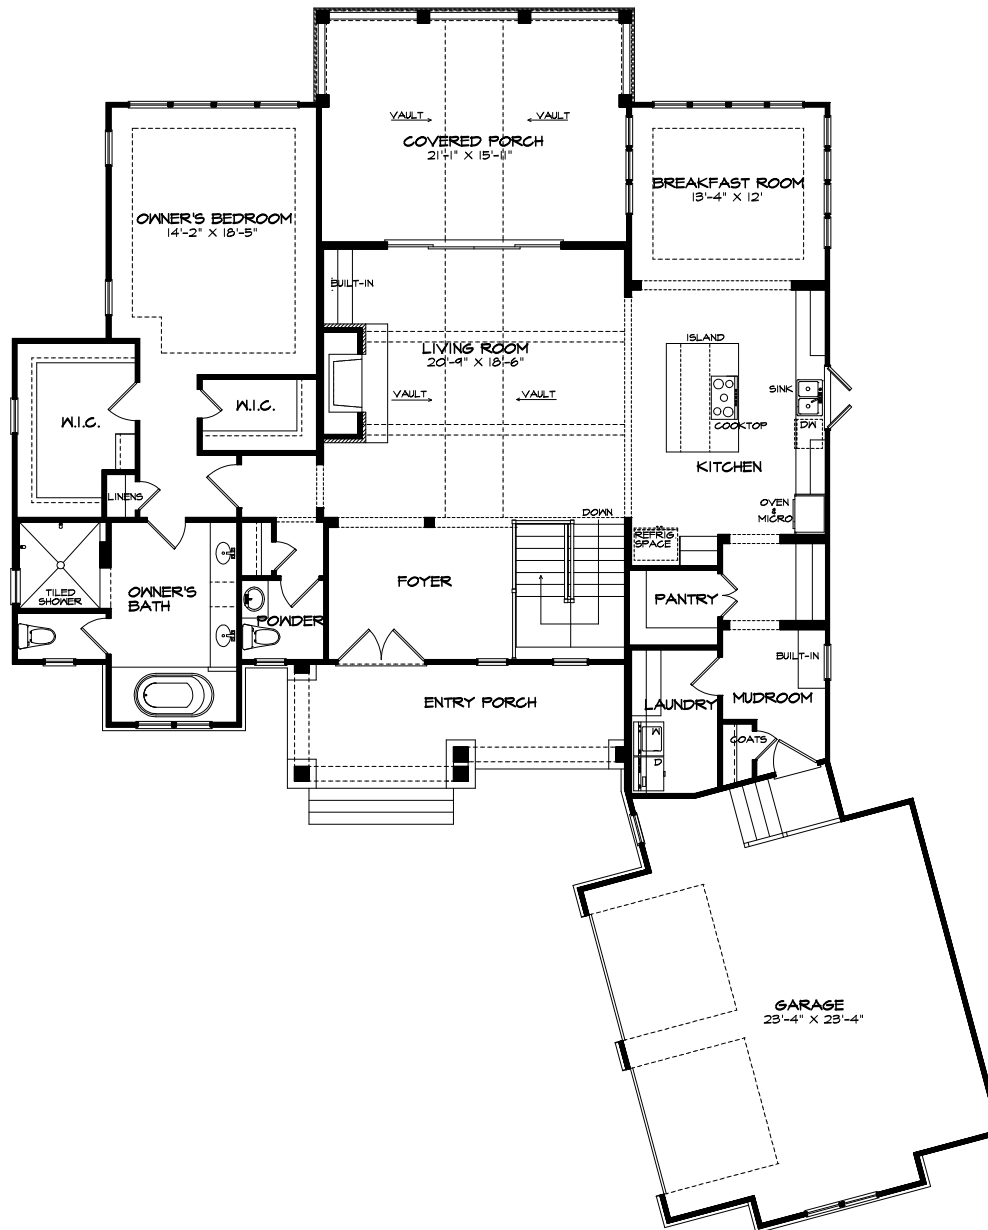 VAULT
VAULT
COVERED PORCH
21'-1" X 15'-11"
BREAKFAST ROOM
13'-4" X 12'
OWNER'S BEDROOM
14'-2" X 18'-5"
BUILT-IN
ISLAND
LIVING ROOM
20'-9" X 18'-6"
SINK
VAULT
VAULT
W.I.C.
W.I.C.
COOKTOP
DW
KITCHEN
LINENS
OVEN
&
MICRO
DOWN
REFRIG.
SPACE
FOYER
TILED
SHOWER
OWNER'S
BATH
PANTRY
POWDER
BUILT-IN
ENTRY PORCH
LAUNDRY
MUDROOM
W
COATS
D
GARAGE
23'-4" X 23'-4"